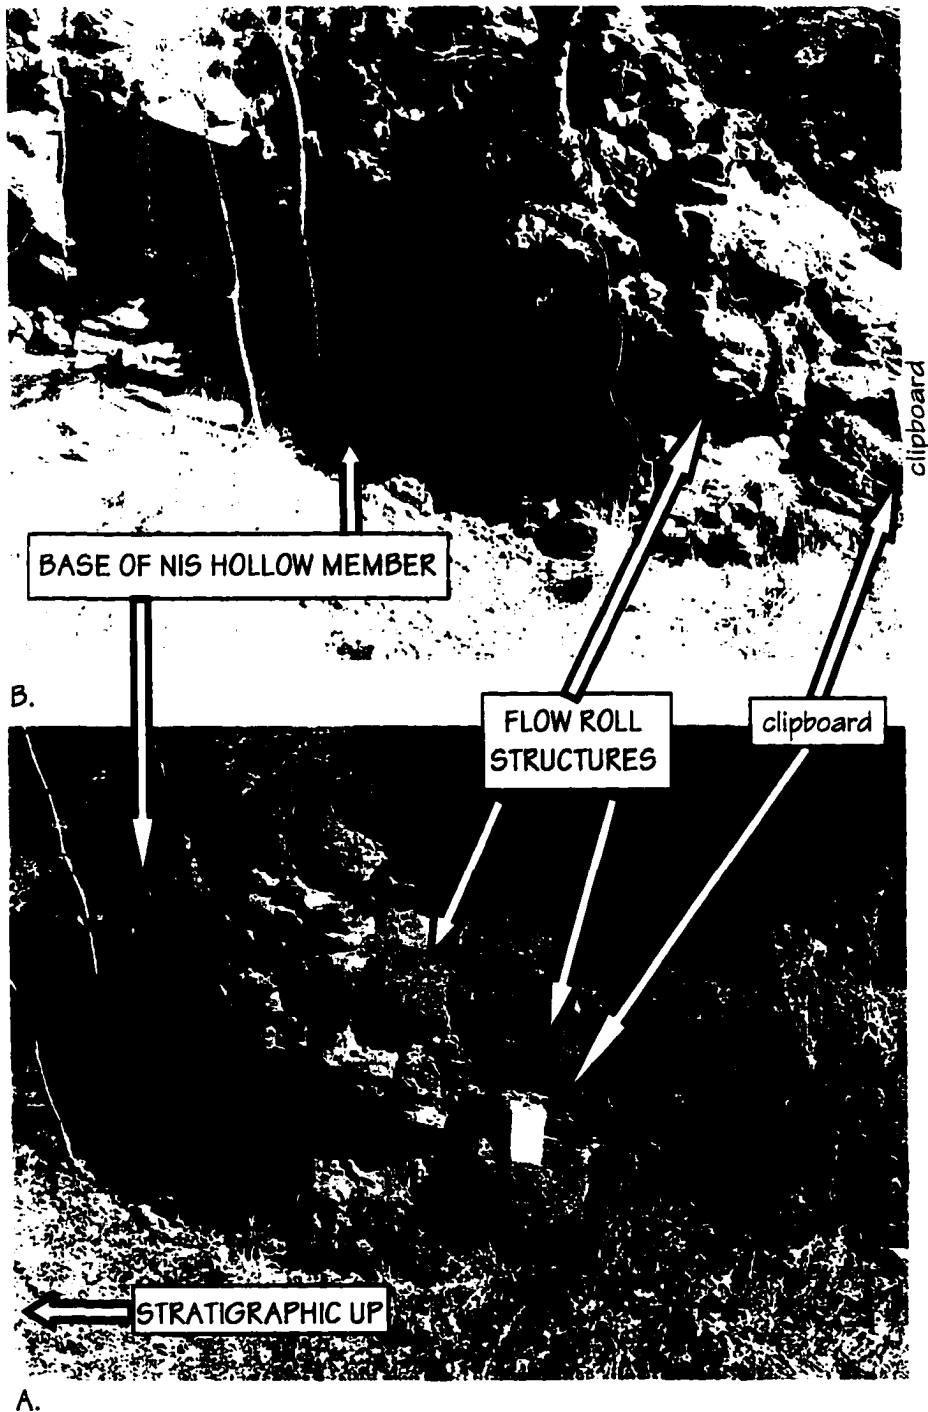 clipboard
BASE OF NIS HOLLOW MEMBER
B.
FLOW ROLL
STRUCTURES
clipboard
STRATIGRAPHIC UP
A.